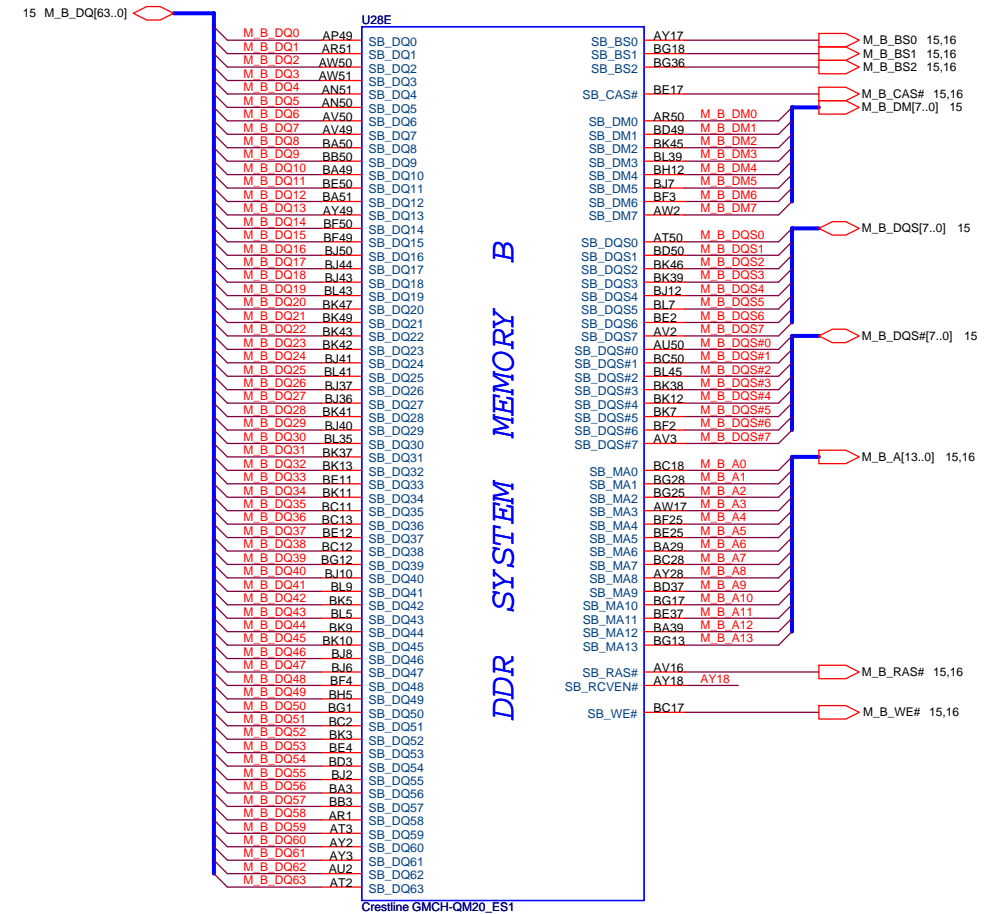 15 M_B_DQ[63..0]
U28E
M_B_DQ0 AP49 SB_DQ0
M_B_DQ1 AR51 SB_DQ1
M_B_DQ2 AW50 SB_DQ2
M_B_DQ3 AW51 SB_DQ3
M_B_DQ4 AN51 SB_DQ4
M_B_DQ5 AN50 SB_DQ5
M_B_DQ6 AV50 SB_DQ6
M_B_DQ7 AV49 SB_DQ7
M_B_DQ8 BA50 SB_DQ8
M_B_DQ9 BB50 SB_DQ9
M_B_DQ10 BA49 SB_DQ10
M_B_DQ11 BE50 SB_DQ11
M_B_DQ12 BA51 SB_DQ12
M_B_DQ13 AY49 SB_DQ13
M_B_DQ14 BF50 SB_DQ14
M_B_DQ15 BF49 SB_DQ15
M_B_DQ16 BJ50 SB_DQ16
M_B_DQ17 BJ44 SB_DQ17
M_B_DQ18 BJ43 SB_DQ18
M_B_DQ19 BL43 SB_DQ19
M_B_DQ20 BK47 SB_DQ20
M_B_DQ21 BK49 SB_DQ21
M_B_DQ22 BK43 SB_DQ22
M_B_DQ23 BK42 SB_DQ23
M_B_DQ24 BJ41 SB_DQ24
M_B_DQ25 BL41 SB_DQ25
M_B_DQ26 BJ37 SB_DQ26
M_B_DQ27 BJ36 SB_DQ27
M_B_DQ28 BK41 SB_DQ28
M_B_DQ29 BJ40 SB_DQ29
M_B_DQ30 BL35 SB_DQ30
M_B_DQ31 BK37 SB_DQ31
M_B_DQ32 BK13 SB_DQ32
M_B_DQ33 BE11 SB_DQ33
M_B_DQ34 BK11 SB_DQ34
M_B_DQ35 BC11 SB_DQ35
M_B_DQ36 BC13 SB_DQ36
M_B_DQ37 BE12 SB_DQ37
M_B_DQ38 BC12 SB_DQ38
M_B_DQ39 BG12 SB_DQ39
M_B_DQ40 BJ10 SB_DQ40
M_B_DQ41 BL9 SB_DQ41
M_B_DQ42 BK5 SB_DQ42
M_B_DQ43 BL5 SB_DQ43
M_B_DQ44 BK9 SB_DQ44
M_B_DQ45 BK10 SB_DQ45
M_B_DQ46 BJ8 SB_DQ46
M_B_DQ47 BJ6 SB_DQ47
M_B_DQ48 BF4 SB_DQ48
M_B_DQ49 BH5 SB_DQ49
M_B_DQ50 BG1 SB_DQ50
M_B_DQ51 BC2 SB_DQ51
M_B_DQ52 BK3 SB_DQ52
M_B_DQ53 BE4 SB_DQ53
M_B_DQ54 BD3 SB_DQ54
M_B_DQ55 BJ2 SB_DQ55
M_B_DQ56 BA3 SB_DQ56
M_B_DQ57 BB3 SB_DQ57
M_B_DQ58 AR1 SB_DQ58
M_B_DQ59 AT3 SB_DQ59
M_B_DQ60 AY2 SB_DQ60
M_B_DQ61 AY3 SB_DQ61
M_B_DQ62 AU2 SB_DQ62
M_B_DQ63 AT2 SB_DQ63
DDR SYSTEM MEMORY B
SB_BS0 AY17 M_B_BS0 15,16
SB_BS1 BG18 M_B_BS1 15,16
SB_BS2 BG36 M_B_BS2 15,16
SB_CAS# BE17 M_B_CAS# 15,16
M_B_DM[7..0] 15
SB_DM0 AR50 M_B_DM0
SB_DM1 BD49 M_B_DM1
SB_DM2 BK45 M_B_DM2
SB_DM3 BL39 M_B_DM3
SB_DM4 BH12 M_B_DM4
SB_DM5 BJ7 M_B_DM5
SB_DM6 BF3 M_B_DM6
SB_DM7 AW2 M_B_DM7
M_B_DQS[7..0] 15
SB_DQS0 AT50 M_B_DQS0
SB_DQS1 BD50 M_B_DQS1
SB_DQS2 BK46 M_B_DQS2
SB_DQS3 BK39 M_B_DQS3
SB_DQS4 BJ12 M_B_DQS4
SB_DQS5 BL7 M_B_DQS5
SB_DQS6 BE2 M_B_DQS6
SB_DQS7 AV2 M_B_DQS7
M_B_DQS#[7..0] 15
SB_DQS#0 AU50 M_B_DQS#0
SB_DQS#1 BC50 M_B_DQS#1
SB_DQS#2 BL45 M_B_DQS#2
SB_DQS#3 BK38 M_B_DQS#3
SB_DQS#4 BK12 M_B_DQS#4
SB_DQS#5 BK7 M_B_DQS#5
SB_DQS#6 BF2 M_B_DQS#6
SB_DQS#7 AV3 M_B_DQS#7
M_B_A[13..0] 15,16
SB_MA0 BC18 M_B_A0
SB_MA1 BG28 M_B_A1
SB_MA2 BG25 M_B_A2
SB_MA3 AW17 M_B_A3
SB_MA4 BF25 M_B_A4
SB_MA5 BE25 M_B_A5
SB_MA6 BA29 M_B_A6
SB_MA7 BC28 M_B_A7
SB_MA8 AY28 M_B_A8
SB_MA9 BD37 M_B_A9
SB_MA10 BG17 M_B_A10
SB_MA11 BE37 M_B_A11
SB_MA12 BA39 M_B_A12
SB_MA13 BG13 M_B_A13
SB_RAS# AV16 M_B_RAS# 15,16
SB_RCVEN# AY18 AY18
SB_WE# BC17 M_B_WE# 15,16
Crestline GMCH-QM20_ES1